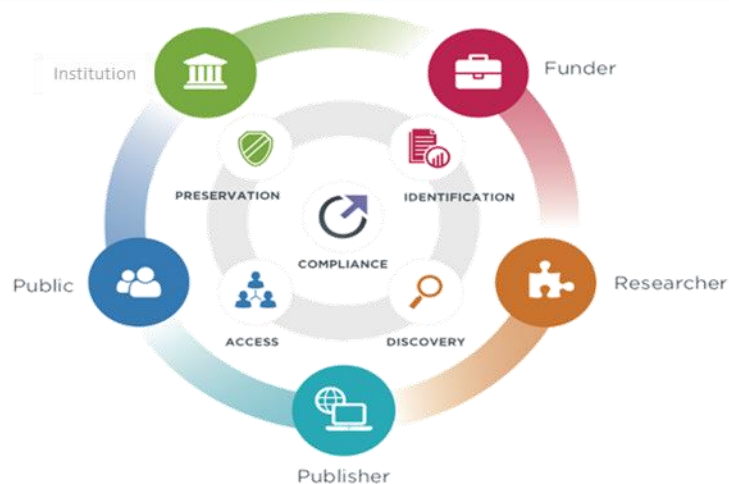 Institution
Funder
PRESERVATION
IDENTIFICATION
COMPLIANCE
Public
Researcher
ACCESS
DISCOVERY
Publisher